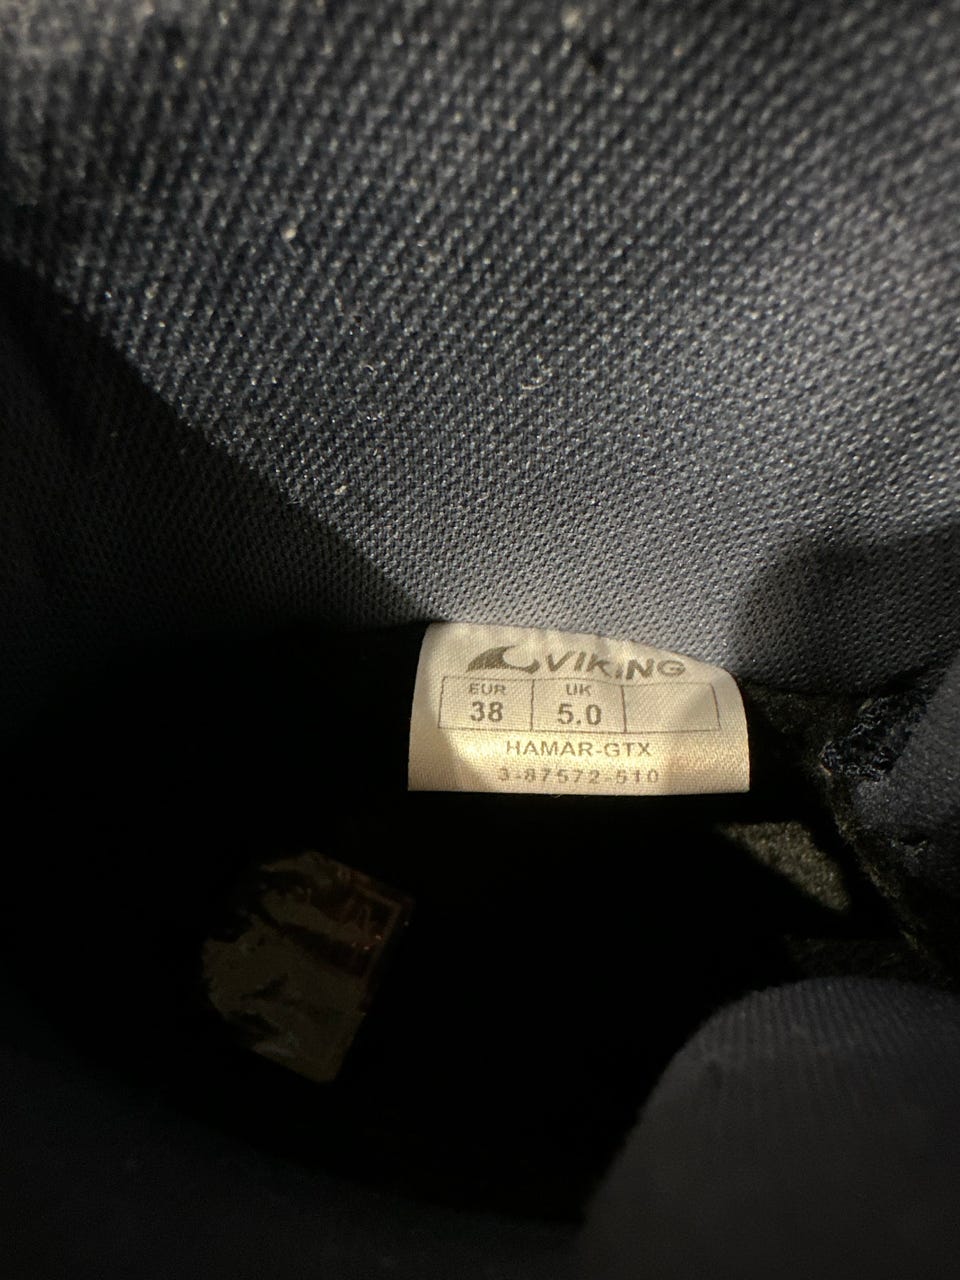 VIKING
EUR UK
38 5.0
HAMAR-GTX
3-87572-510